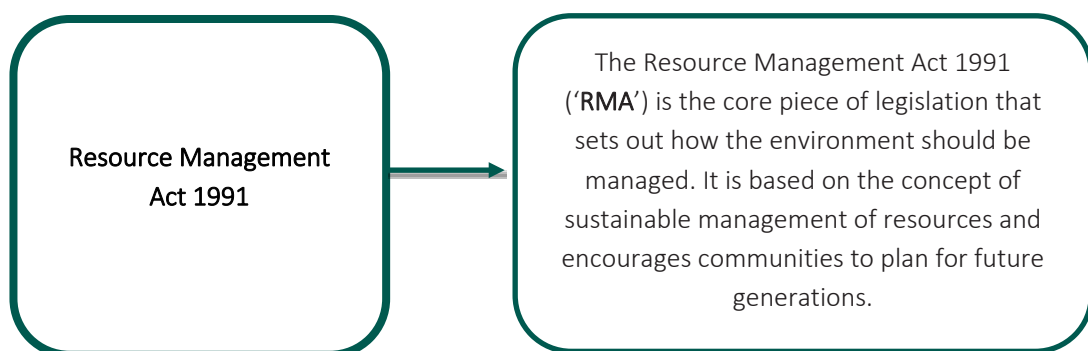 Resource Management
Act 1991
The Resource Management Act 1991
(‘RMA’) is the core piece of legislation that
sets out how the environment should be
managed. It is based on the concept of
sustainable management of resources and
encourages communities to plan for future
generations.